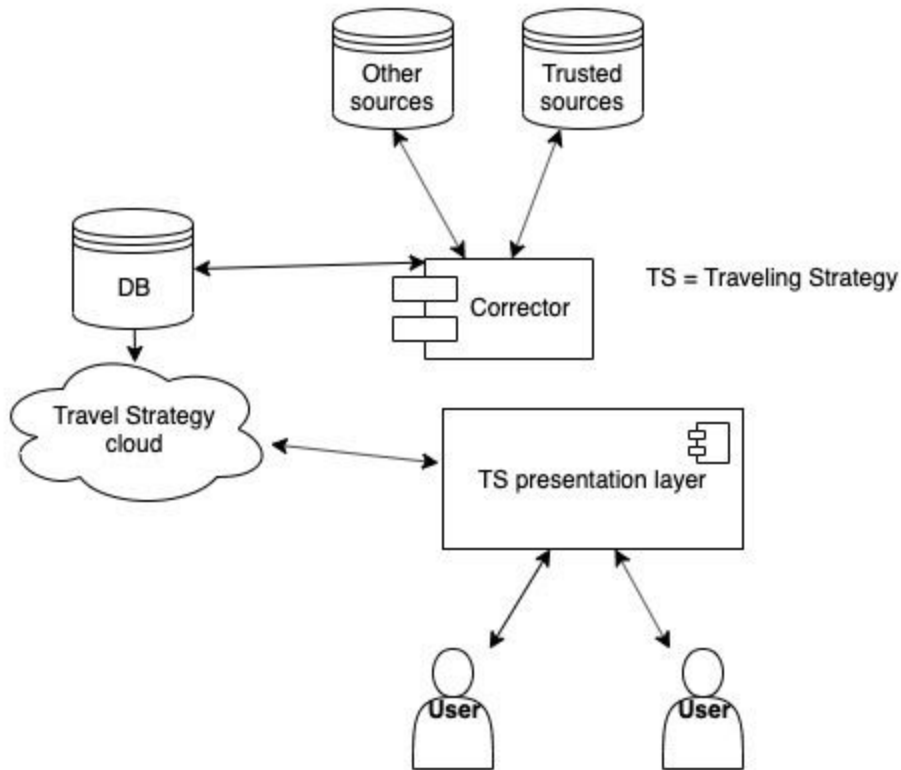 Other
sources
Trusted
sources
DB
Corrector
TS = Traveling Strategy
Travel Strategy
cloud
TS presentation layer
User
User